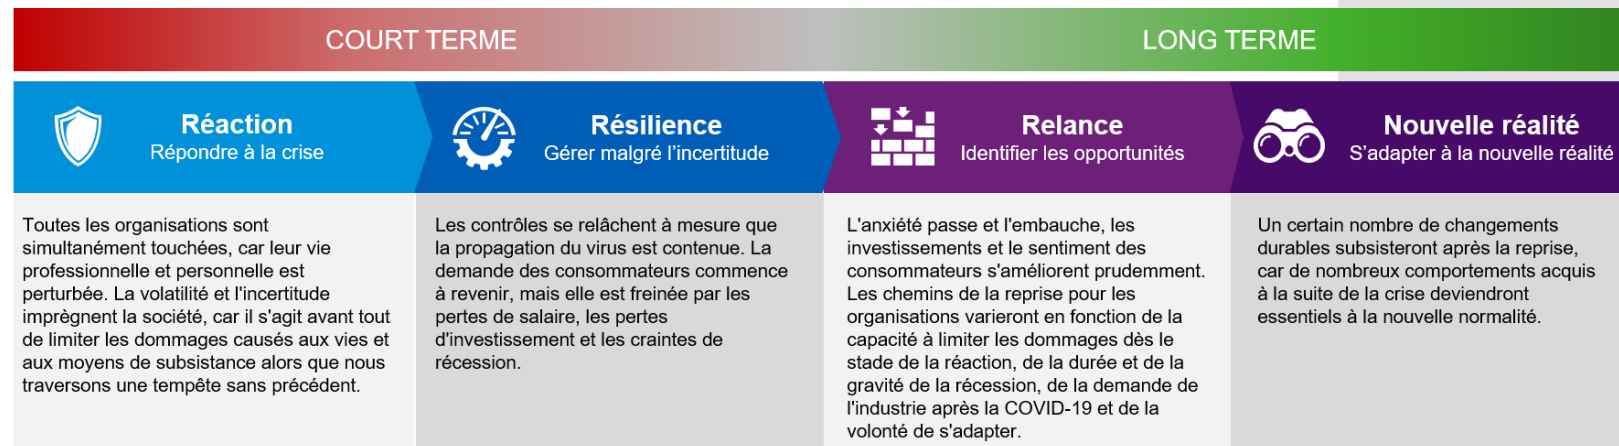 COURT TERME
LONG TERME
Réaction
Répondre à la crise
Résilience
Gérer malgré l'incertitude
Relance
Identifier les opportunités
Nouvelle réalité
S'adapter à la nouvelle réalité
Toutes les organisations sont
simultanément touchées, car leur vie
professionnelle et personnelle est
perturbée. La volatilité et l'incertitude
imprègnent la société, car il s'agit avant tout
de limiter les dommages causés aux vies et
aux moyens de subsistance alors que nous
traversons une tempête sans précédent.
Les contrôles se relâchent à mesure que
la propagation du virus est contenue. La
demande des consommateurs commence
à revenir, mais elle est freinée par les
pertes de salaire, les pertes
d'investissement et les craintes de
récession.
L'anxiété passe et l'embauche, les
investissements et le sentiment des
consommateurs s'améliorent prudemment.
Les chemins de la reprise pour les
organisations varieront en fonction de la
capacité à limiter les dommages dès le
stade de la réaction, de la durée et de la
gravité de la récession, de la demande de
l'industrie après la COVID-19 et de la
volonté de s'adapter.
Un certain nombre de changements
durables subsisteront après la reprise,
car de nombreux comportements acquis
à la suite de la crise deviendront
essentiels à la nouvelle normalité.